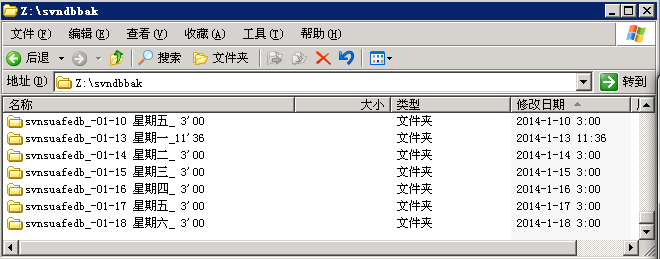 Z:\svndbbak
文件(F) 编辑(E) 查看(V) 收藏(A) 工具(T) 帮助(H)
后退 搜索 文件夹
地址(D) Z:\svndbbak 转到
名称 大小 类型 修改日期
svnsuafedb_-01-10 星期五_ 3'00 文件夹 2014-1-10 3:00
svnsuafedb_-01-13 星期一_11'36 文件夹 2014-1-13 11:36
svnsuafedb_-01-14 星期二_ 3'00 文件夹 2014-1-14 3:00
svnsuafedb_-01-15 星期三_ 3'00 文件夹 2014-1-15 3:00
svnsuafedb_-01-16 星期四_ 3'00 文件夹 2014-1-16 3:00
svnsuafedb_-01-17 星期五_ 3'00 文件夹 2014-1-17 3:00
svnsuafedb_-01-18 星期六_ 3'00 文件夹 2014-1-18 3:00